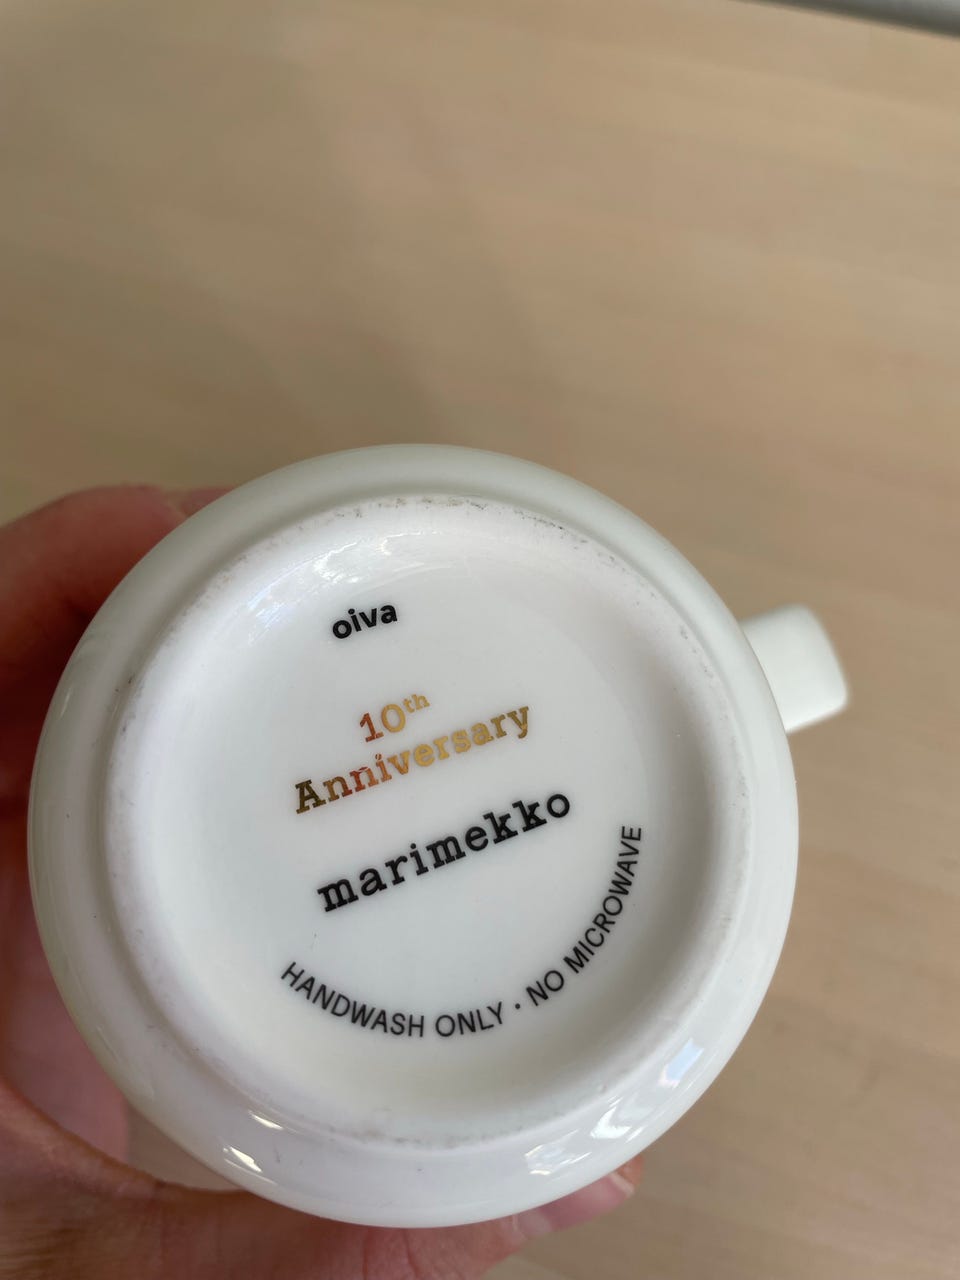 oiva
10th
Anniversary
marimekko
HANDWASH ONLY · NO MICROWAVE